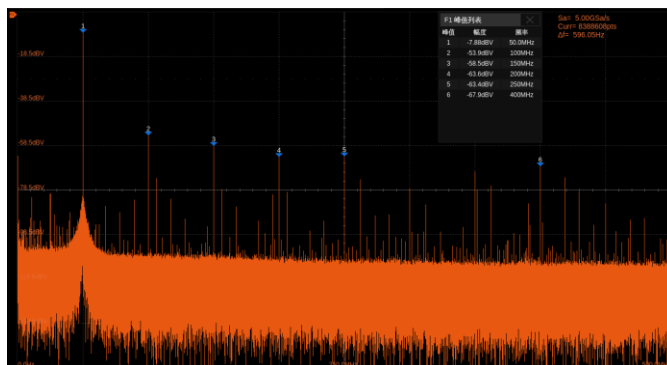 F1 峰值列表
峰值 幅度 频率
1 -7.88dBV 50.0MHz
2 -53.9dBV 100MHz
3 -58.5dBV 150MHz
4 -63.6dBV 200MHz
5 -63.4dBV 250MHz
6 -67.9dBV 400MHz
Sa= 5.00GSa/s
Curr= 8388608pts
Δf= 596.05Hz
1
-18.5dBV
-38.5dBV
2
3
-58.5dBV
4
5
6
-78.5dBV
0.0Hz